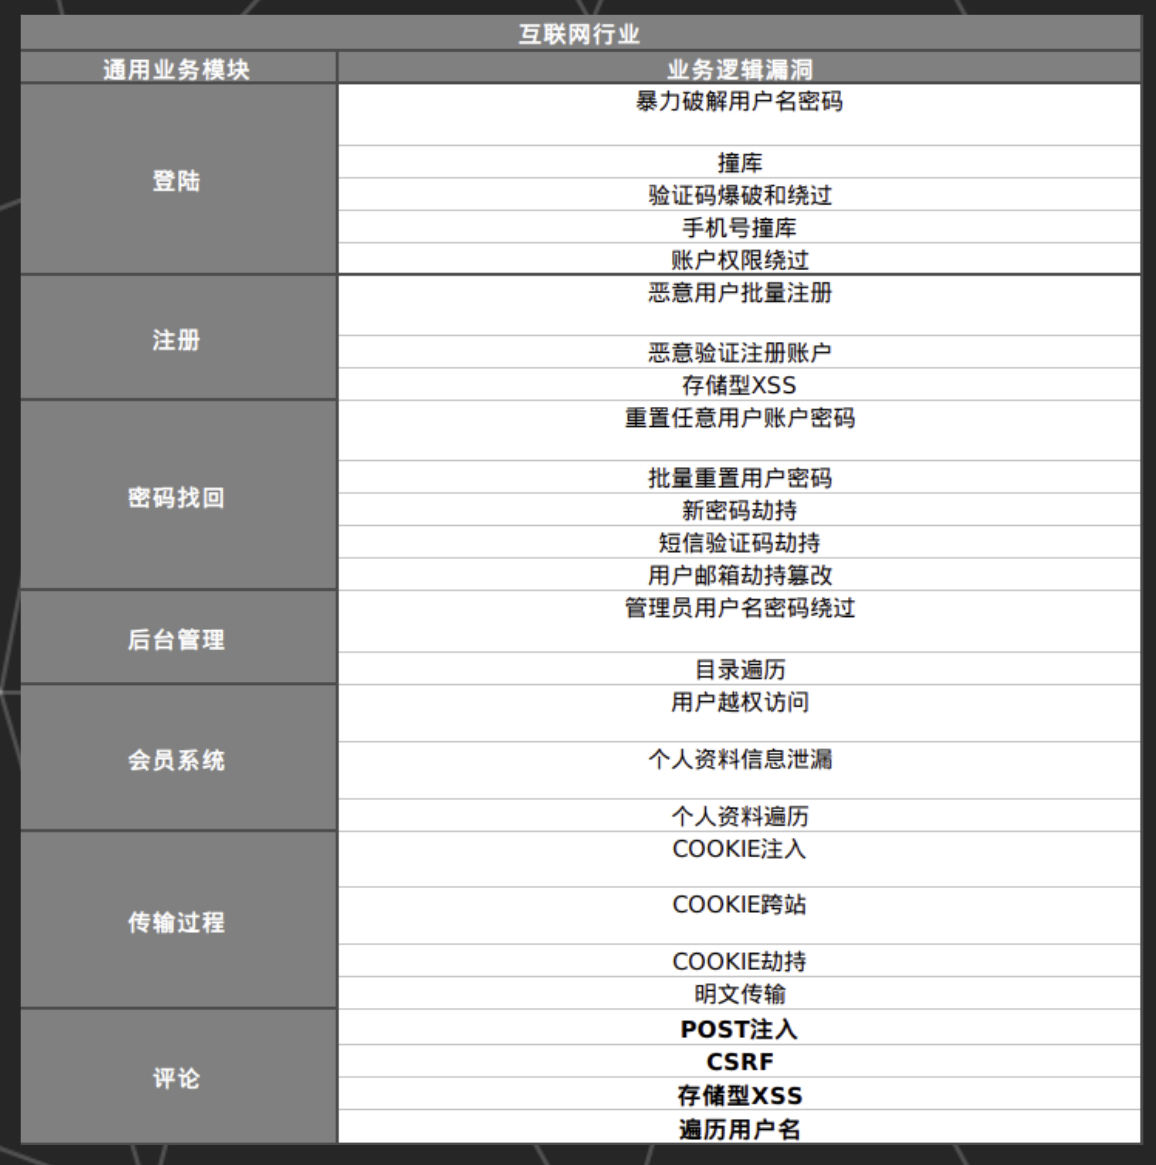 互联网行业
通用业务模块 业务逻辑漏洞
登陆
暴力破解用户名密码
撞库
验证码爆破和绕过
手机号撞库
账户权限绕过
注册
恶意用户批量注册
恶意验证注册账户
存储型XSS
密码找回
重置任意用户账户密码
批量重置用户密码
新密码劫持
短信验证码劫持
用户邮箱劫持篡改
后台管理
管理员用户名密码绕过
目录遍历
会员系统
用户越权访问
个人资料信息泄漏
个人资料遍历
传输过程
COOKIE注入
COOKIE跨站
COOKIE劫持
明文传输
评论
POST注入
CSRF
存储型XSS
遍历用户名